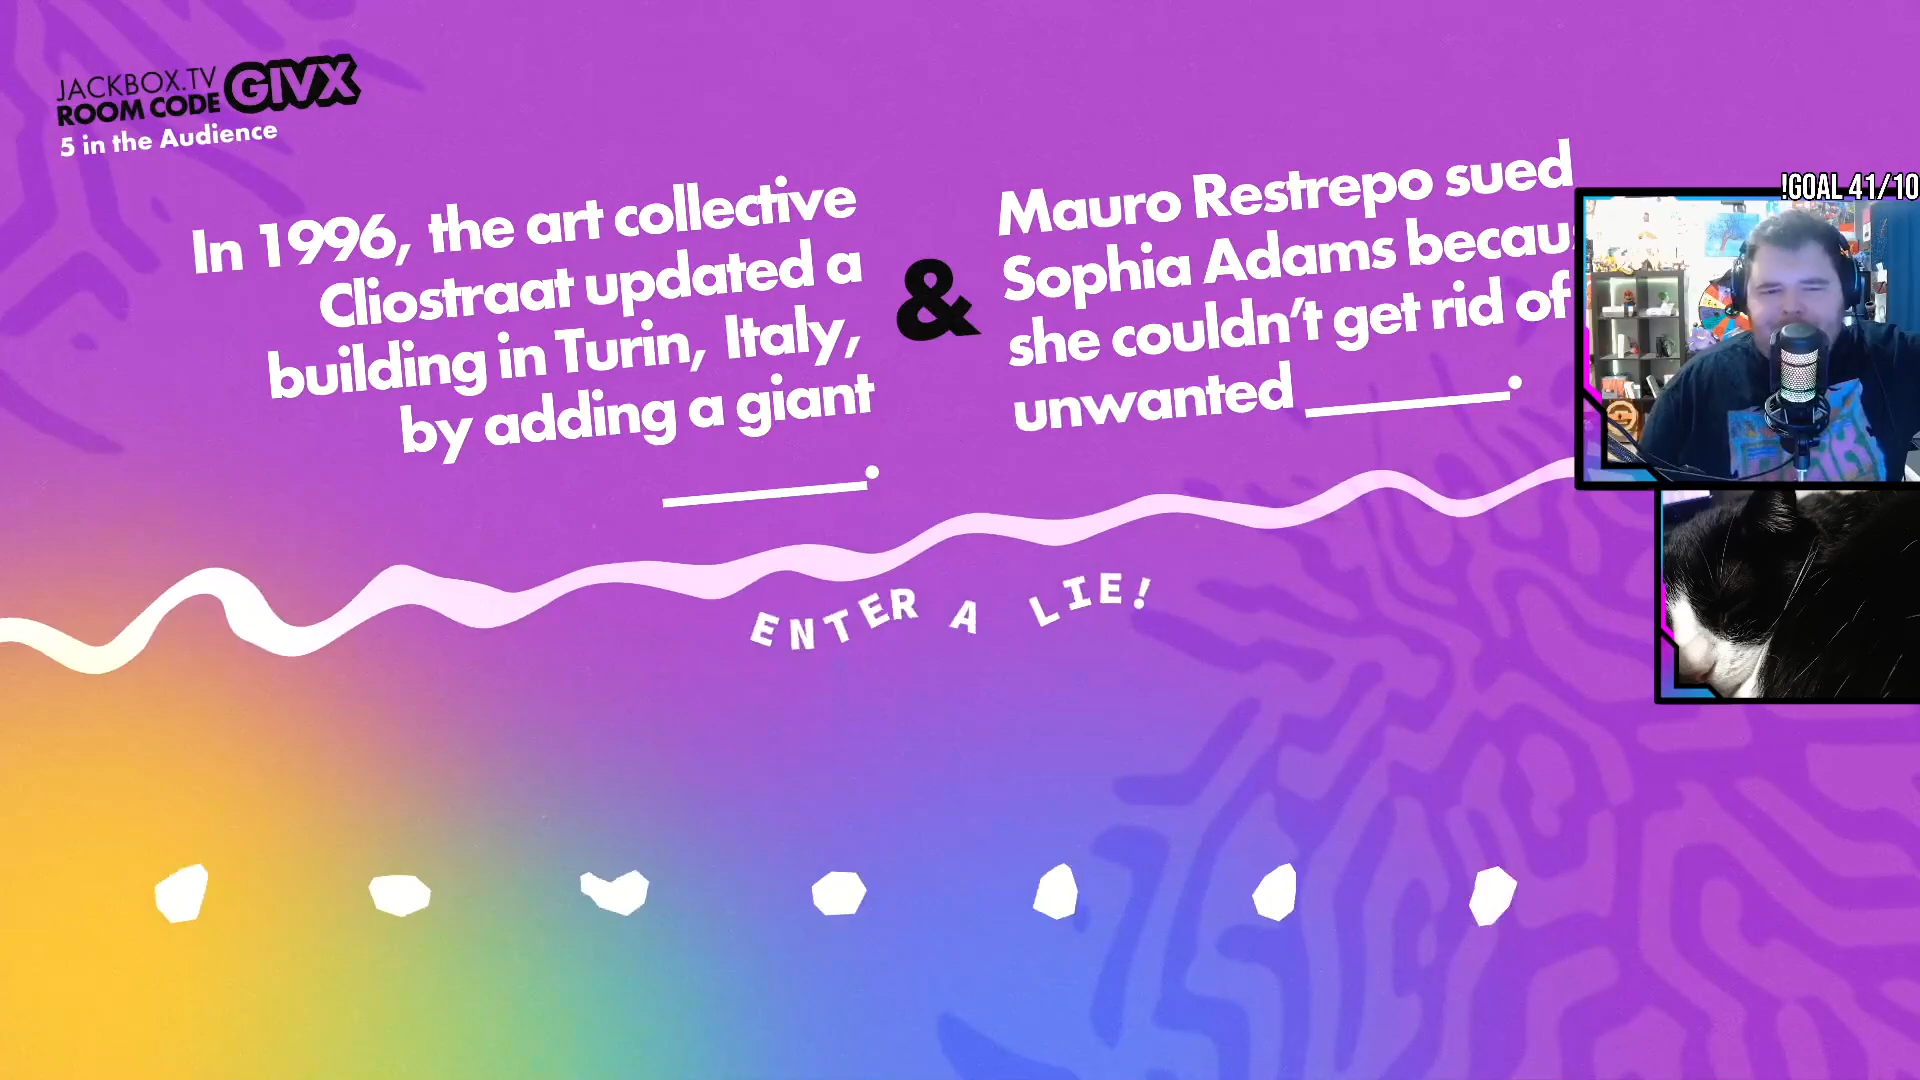 JACKBOX.TV
ROOM CODE GIVX
5 in the Audience
In 1996, the art collective
Cliostraat updated a
building in Turin, Italy,
by adding a giant
______.
&
Mauro Restrepo sued
Sophia Adams becau
she couldn't get rid of
unwanted ______.
ENTER A LIE!
!GOAL 41/10